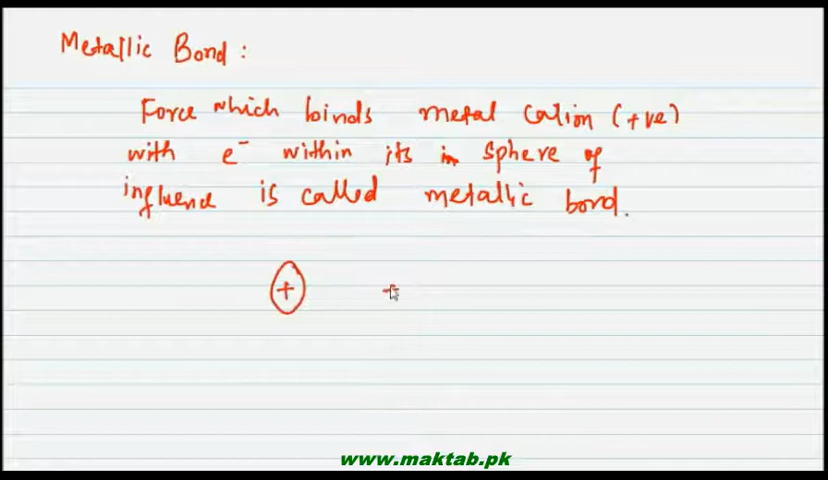 Metallic Bond :
Force which binds metal cation (+ve)
with e⁻ within its in sphere of
influence is called metallic bond.
+ +
www.maktab.pk